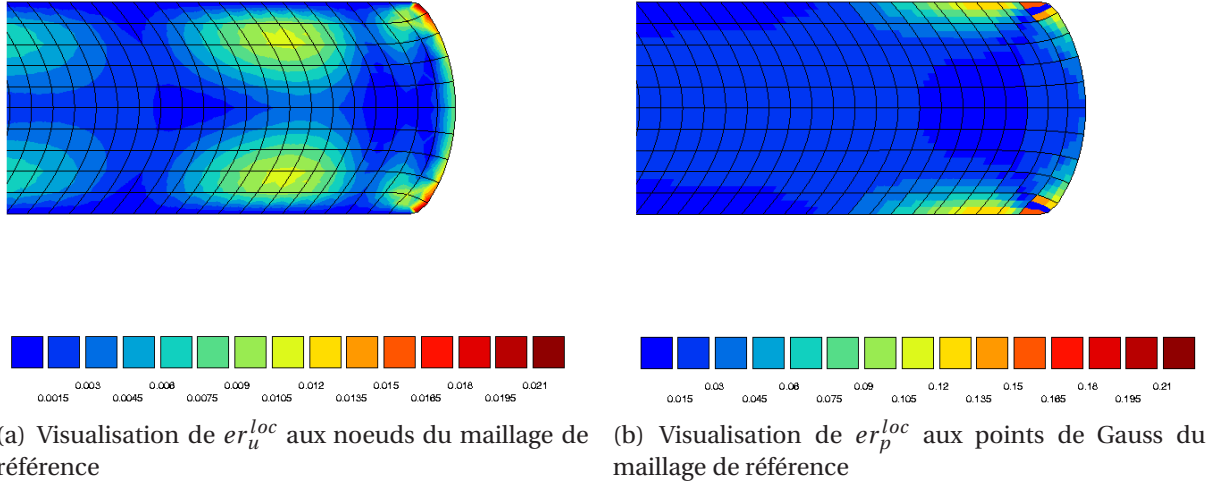 0.003 0.006 0.009 0.012 0.015 0.018 0.021
0.0015 0.0045 0.0075 0.0105 0.0135 0.0165 0.0195
0.03 0.06 0.09 0.12 0.15 0.18 0.21
0.015 0.045 0.075 0.105 0.135 0.165 0.195
(a) Visualisation de er_u^loc aux noeuds du maillage de
référence
(b) Visualisation de er_p^loc aux points de Gauss du
maillage de référence